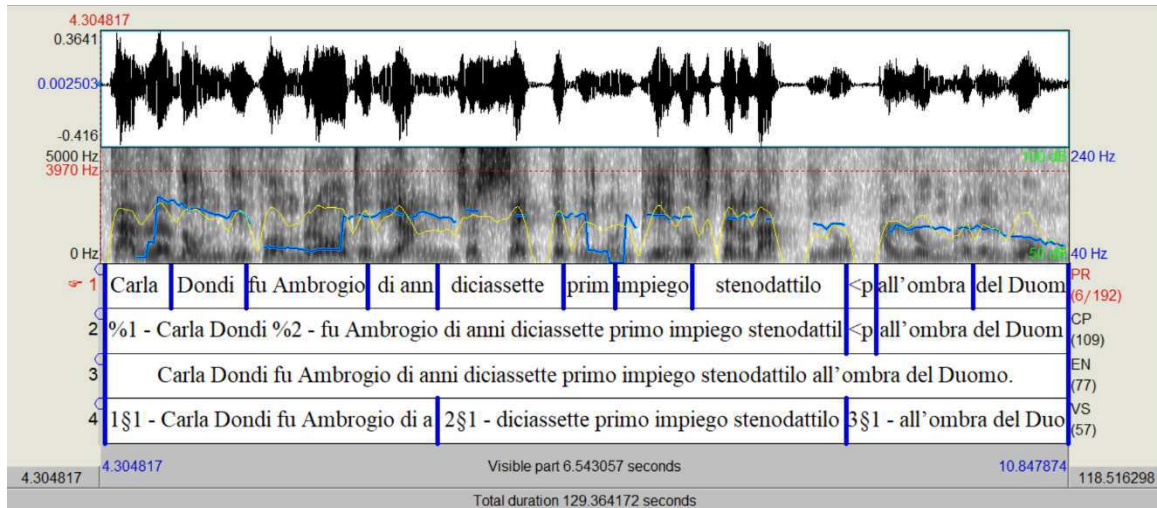 4.304817
0.3641
0.002503
-0.416
5000 Hz 100 dB 240 Hz
3970 Hz
0 Hz 50 dB 40 Hz
1 Carla Dondi fu Ambrogio di ann diciassette prim impiego stenodattilo <p all’ombra del Duom PR (6/192)
2 %1 - Carla Dondi %2 - fu Ambrogio di anni diciassette primo impiego stenodattil <p all’ombra del Duom CP (109)
3 Carla Dondi fu Ambrogio di anni diciassette primo impiego stenodattilo all’ombra del Duomo. EN (77)
4 1§1 - Carla Dondi fu Ambrogio di a 2§1 - diciassette primo impiego stenodattilo 3§1 - all’ombra del Duo VS (57)
4.304817 Visible part 6.543057 seconds 10.847874
4.304817 118.516298
Total duration 129.364172 seconds